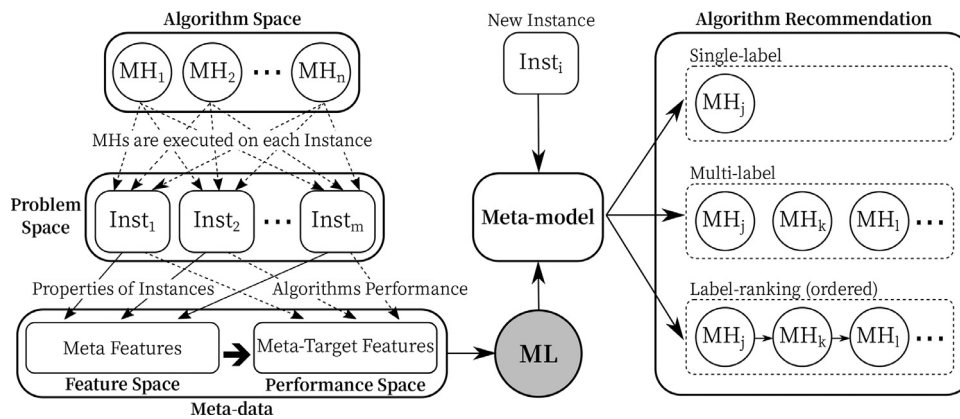 Algorithm Space
MH1 MH2 ··· MHn
MHs are executed on each Instance
Problem
Space
Inst1 Inst2 ··· Instm
Properties of Instances
Algorithms Performance
Meta Features
Meta-Target Features
Feature Space
Performance Space
Meta-data
New Instance
Insti
Meta-model
ML
Algorithm Recommendation
Single-label
MHj
Multi-label
MHj MHk MHl ···
Label-ranking (ordered)
MHj MHk MHl ···